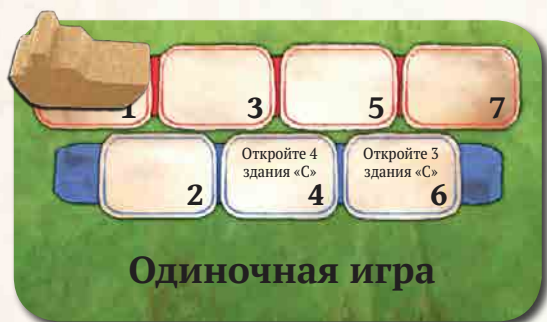 1 3 5 7
Откройте 4 Откройте 3
здания «С» здания «С»
2 4 6
Одиночная игра